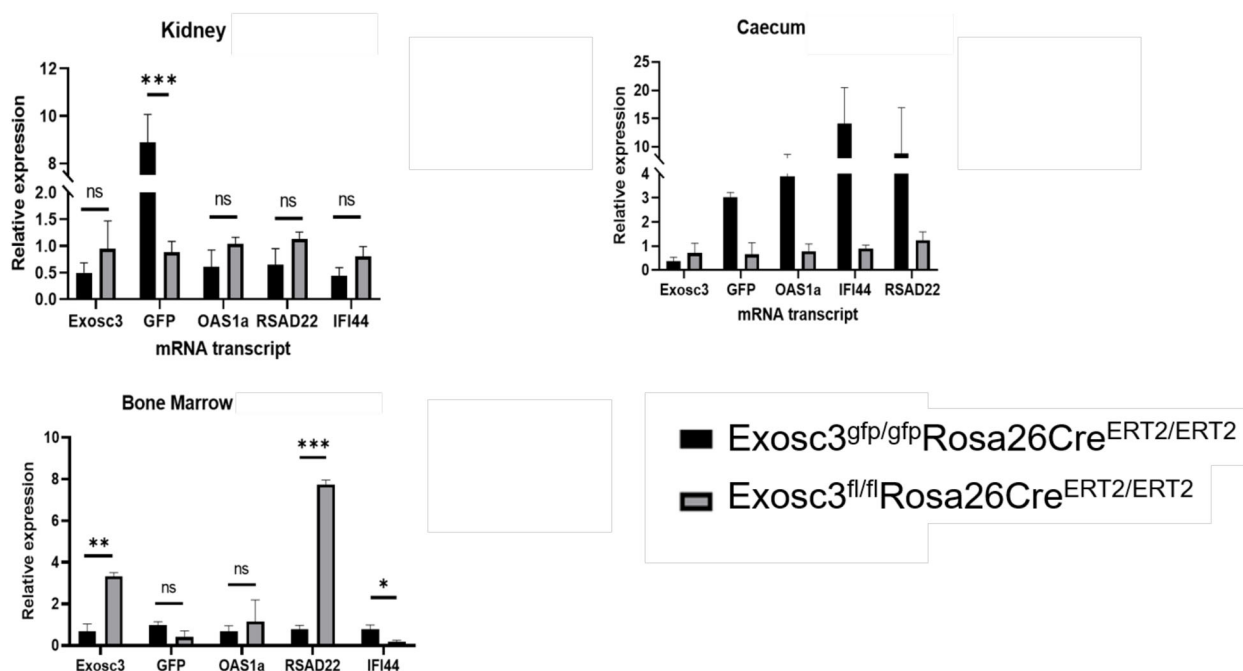 Kidney
Relative expression
12
10
8
2.0
1.5
1.0
0.5
0.0
ns
***
ns
ns
ns
Exosc3 GFP OAS1a RSAD22 IFI44
mRNA transcript
Caecum
Relative expression
25
20
15
10
4
3
2
1
0
Exosc3 GFP OAS1a IFI44 RSAD22
mRNA transcript
Bone Marrow
Relative expression
10
8
6
4
2
0
**
ns
ns
***
*
Exosc3 GFP OAS1a RSAD22 IFI44
Exosc3gfp/gfpRosa26CreERT2/ERT2
Exosc3fl/flRosa26CreERT2/ERT2